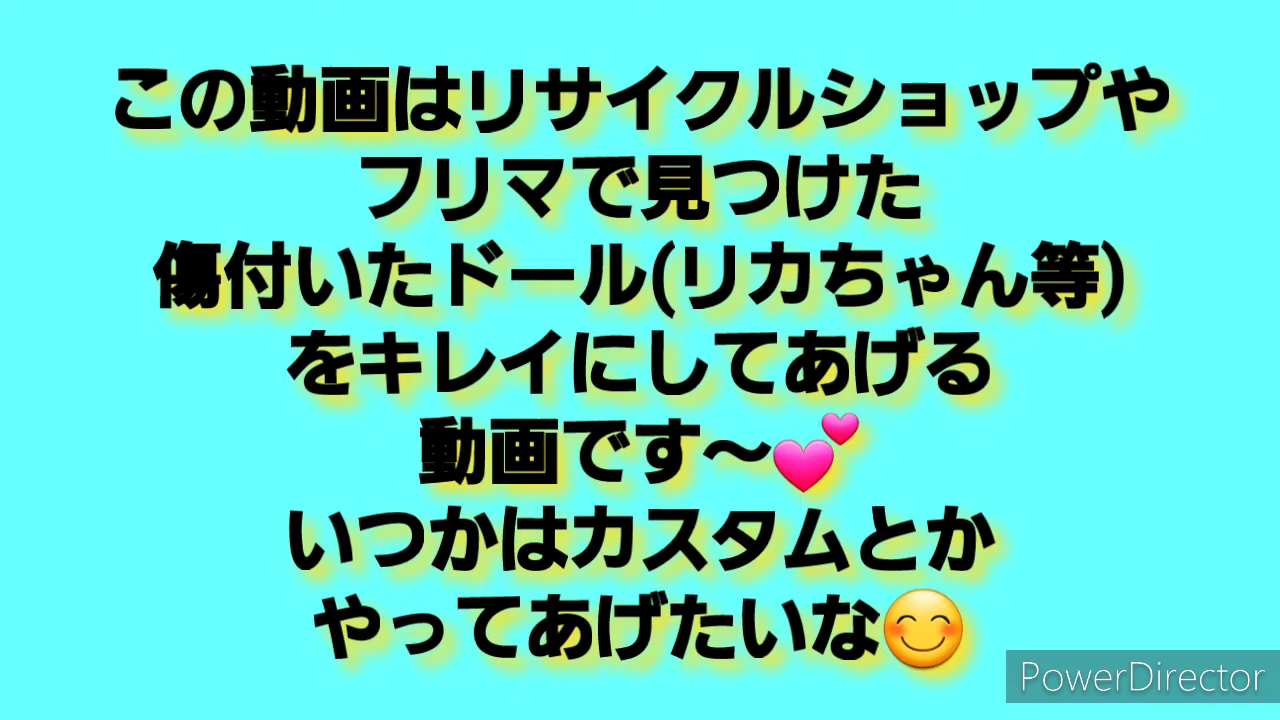 この動画はリサイクルショップや
フリマで見つけた
傷付いたドール(リカちゃん等)
をキレイにしてあげる
動画です～💕
いつかはカスタムとか
やってあげたいな😊
PowerDirector